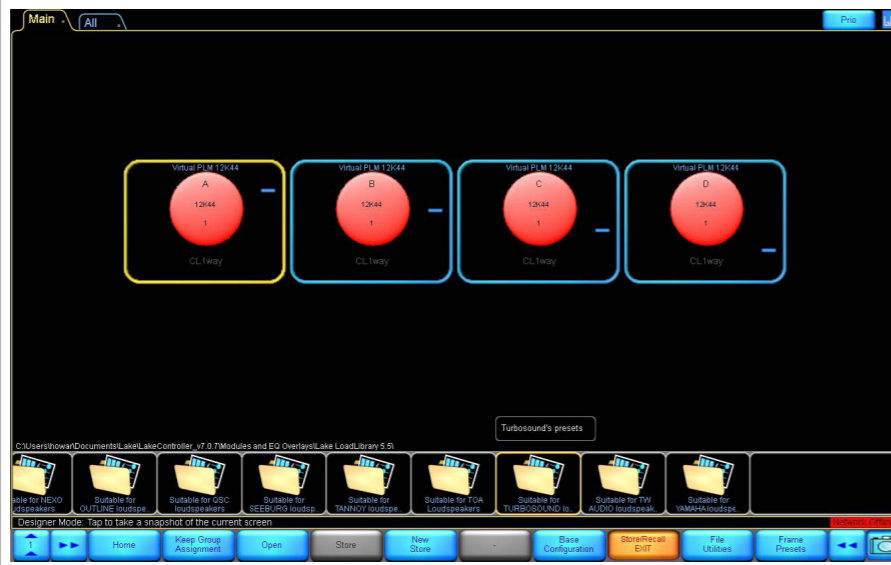 Main
All
Prio
Virtual PLM 12K44
A
12K44
1
CL1way
Virtual PLM 12K44
B
12K44
1
CL1way
Virtual PLM 12K44
C
12K44
1
CL1way
Virtual PLM 12K44
D
12K44
1
CL1way
Turbosound's presets
C:\Users\howar\Documents\Lake\LakeController_v7.0.7\Modules and EQ Overlays\Lake LoadLibrary 5.5\
able for NEXO
udspeakers
Suitable for
OUTLINE loudspe..
Suitable for QSC
loudspeakers
Suitable for
SEEBURG loudsp..
Suitable for
TANNOY loudspe..
Suitable for TOA
Loudspeakers
Suitable for
TURBOSOUND lo..
Suitable for TW
AUDIO loudspeak..
Suitable for
YAMAHA loudspe..
Designer Mode: Tap to take a snapshot of the current screen
Network Offline
1
Home
Keep Group
Assignment
Open
Store
New
Store
-
Base
Configuration
Store/Recall
EXIT
File
Utilities
Frame
Presets